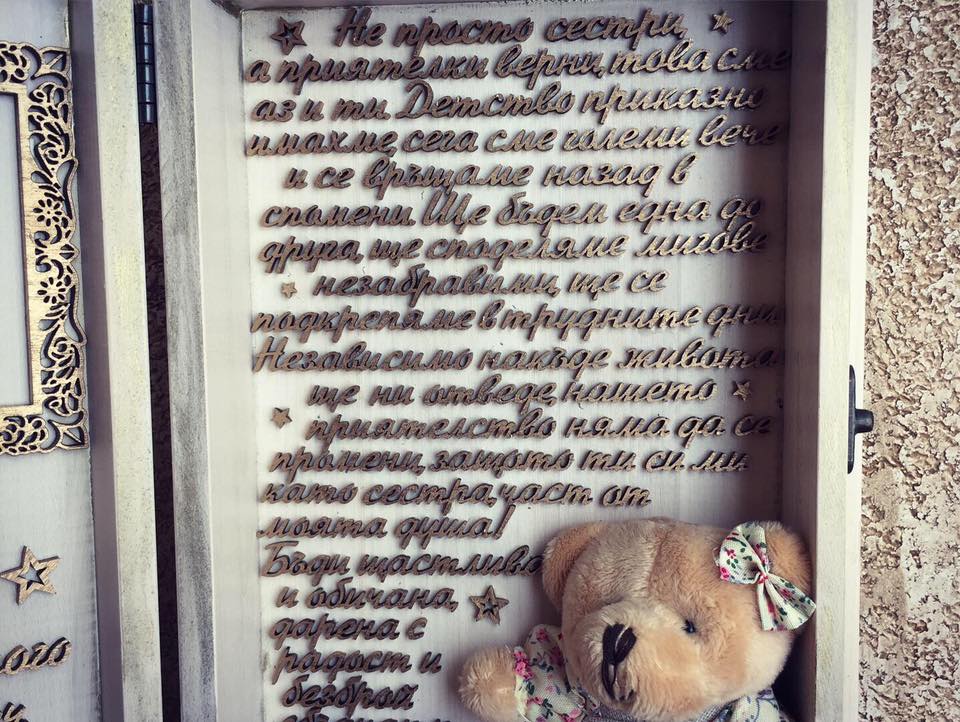 Не просто сестри,
а приятелки верни, това сме
аз и ти. Детство приказно
имахме, сега сме големи вече
и се връщаме назад в
спомени. Ще бъдем една до
друга, ще споделяме мигове
незабравими, ще се
подкрепяме в трудните дни.
Независимо накъде живота
ще ни отведе, нашето
приятелство няма да се
промени, защото ти си ми
като сестра, част от
моята душа!
Бъди щастлива
и обичана,
дарена с
радост и
безброй